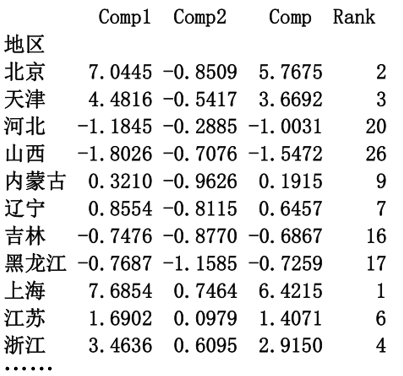 Comp1 Comp2 Comp Rank
地区
北京 7.0445 -0.8509 5.7675 2
天津 4.4816 -0.5417 3.6692 3
河北 -1.1845 -0.2885 -1.0031 20
山西 -1.8026 -0.7076 -1.5472 26
内蒙古 0.3210 -0.9626 0.1915 9
辽宁 0.8554 -0.8115 0.6457 7
吉林 -0.7476 -0.8770 -0.6867 16
黑龙江 -0.7687 -1.1585 -0.7259 17
上海 7.6854 0.7464 6.4215 1
江苏 1.6902 0.0979 1.4071 6
浙江 3.4636 0.6095 2.9150 4
……